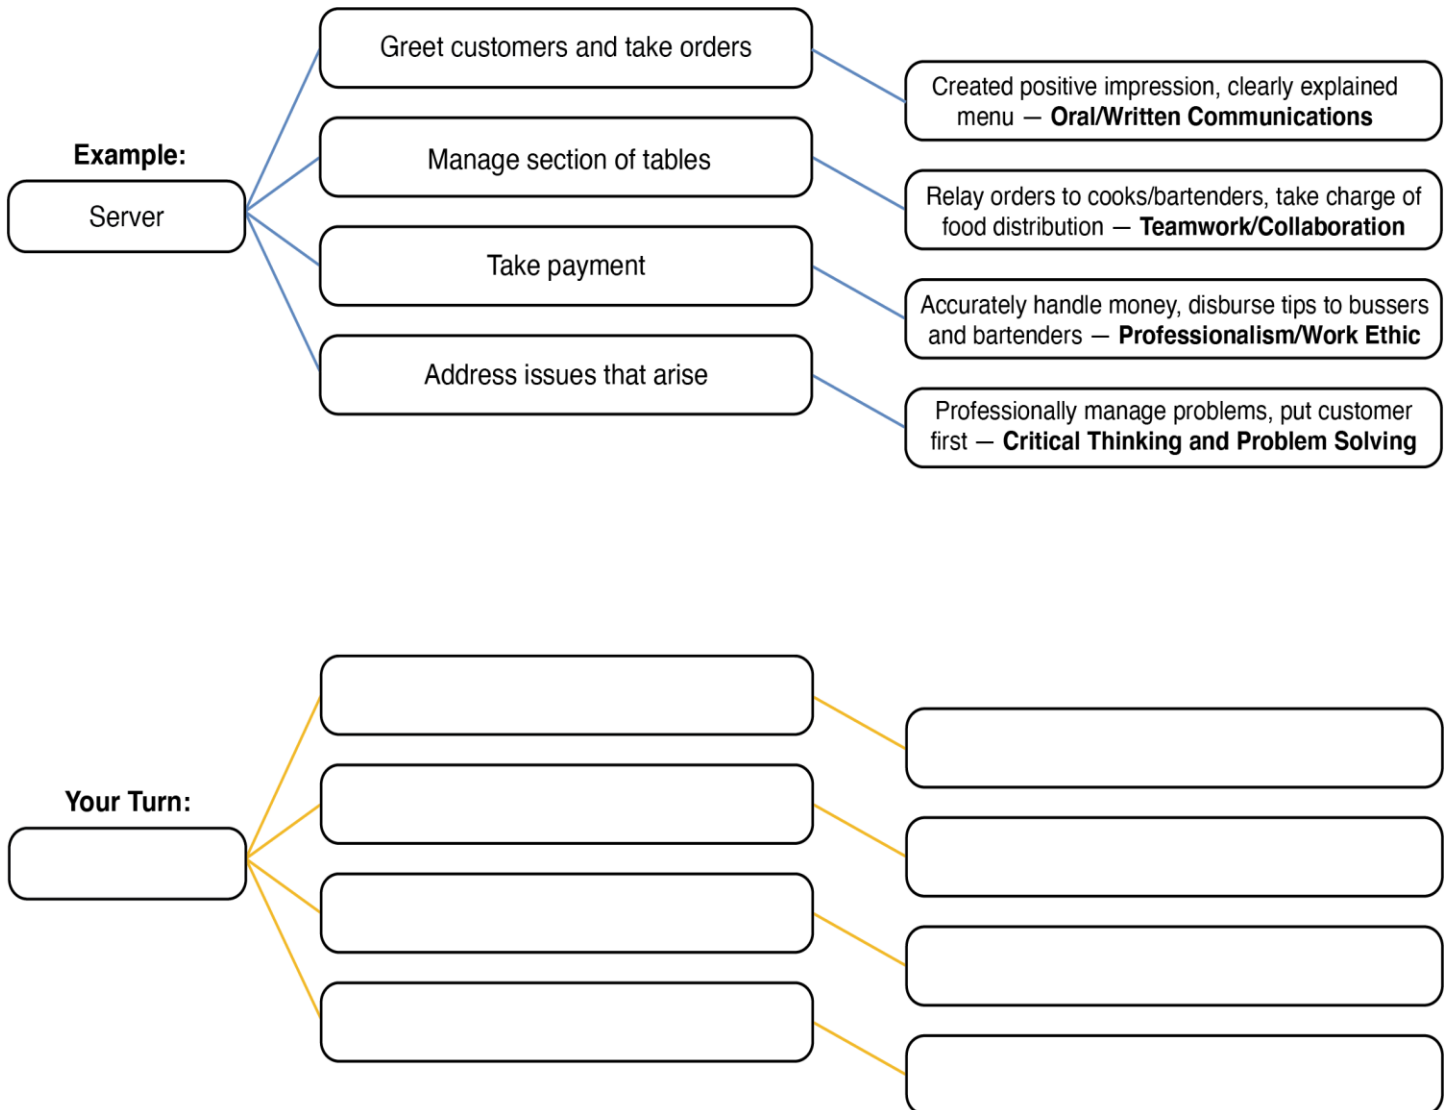 Example:
Server
Greet customers and take orders
Manage section of tables
Take payment
Address issues that arise
Created positive impression, clearly explained
menu — Oral/Written Communications
Relay orders to cooks/bartenders, take charge of
food distribution — Teamwork/Collaboration
Accurately handle money, disburse tips to bussers
and bartenders — Professionalism/Work Ethic
Professionally manage problems, put customer
first — Critical Thinking and Problem Solving
Your Turn: